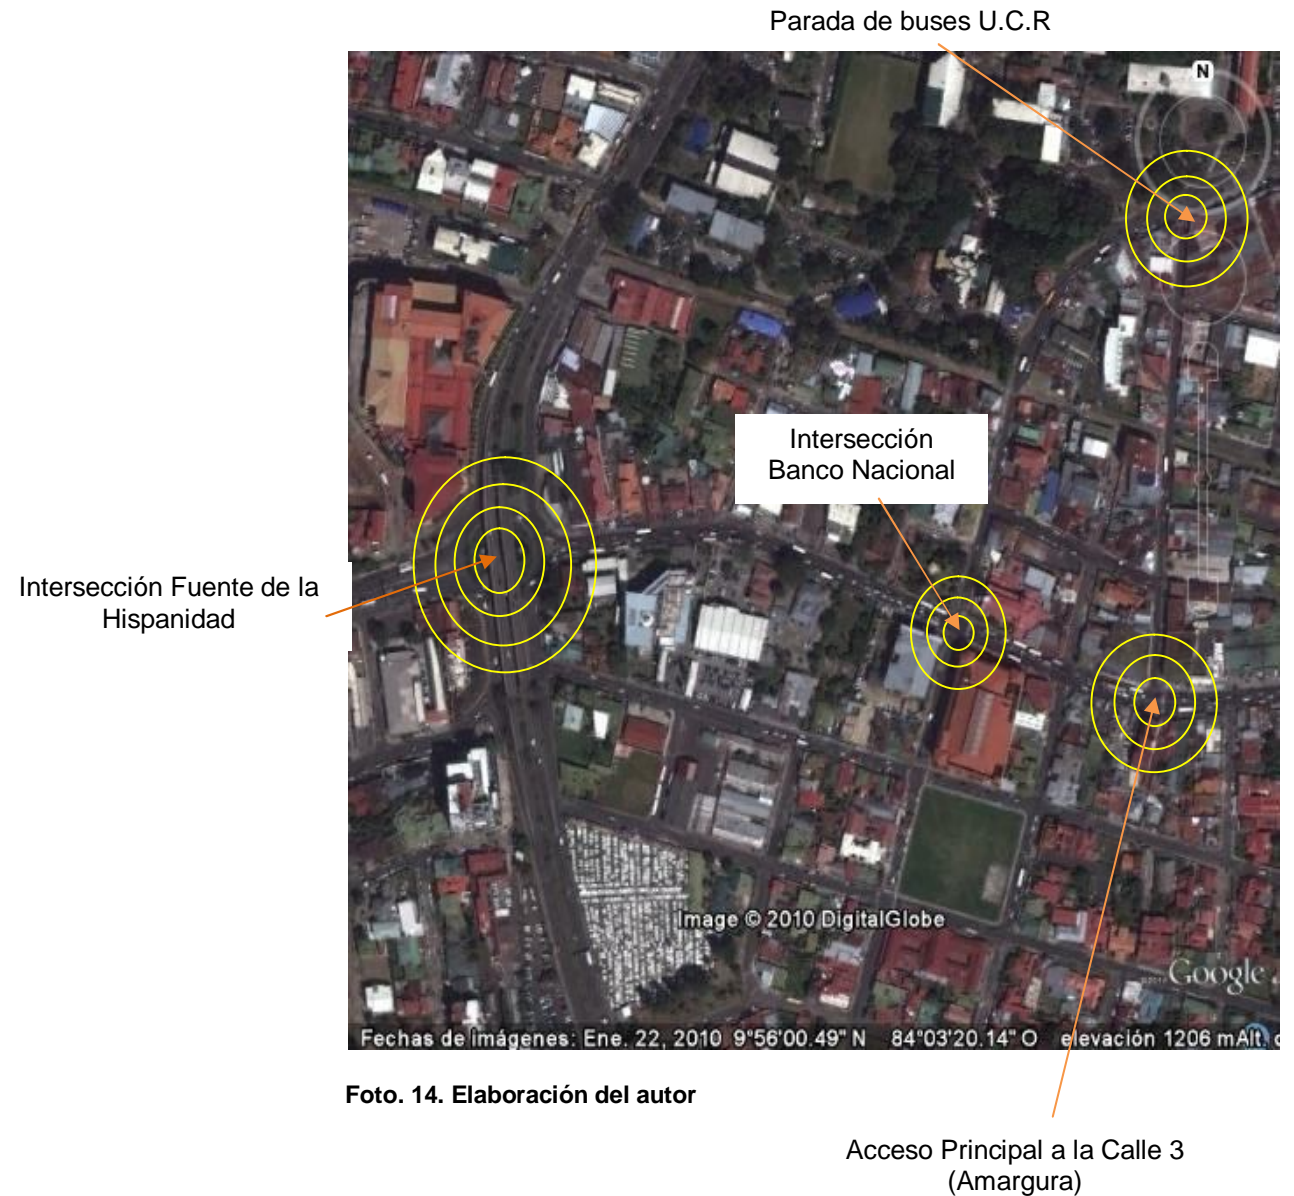 Parada de buses U.C.R
N
Intersección
Banco Nacional
Intersección Fuente de la
Hispanidad
Image © 2010 DigitalGlobe
Google
Fechas de imágenes: Ene. 22, 2010 9°56'00.49" N 84°03'20.14" O elevación 1206 m Alt.
Foto. 14. Elaboración del autor
Acceso Principal a la Calle 3
(Amargura)